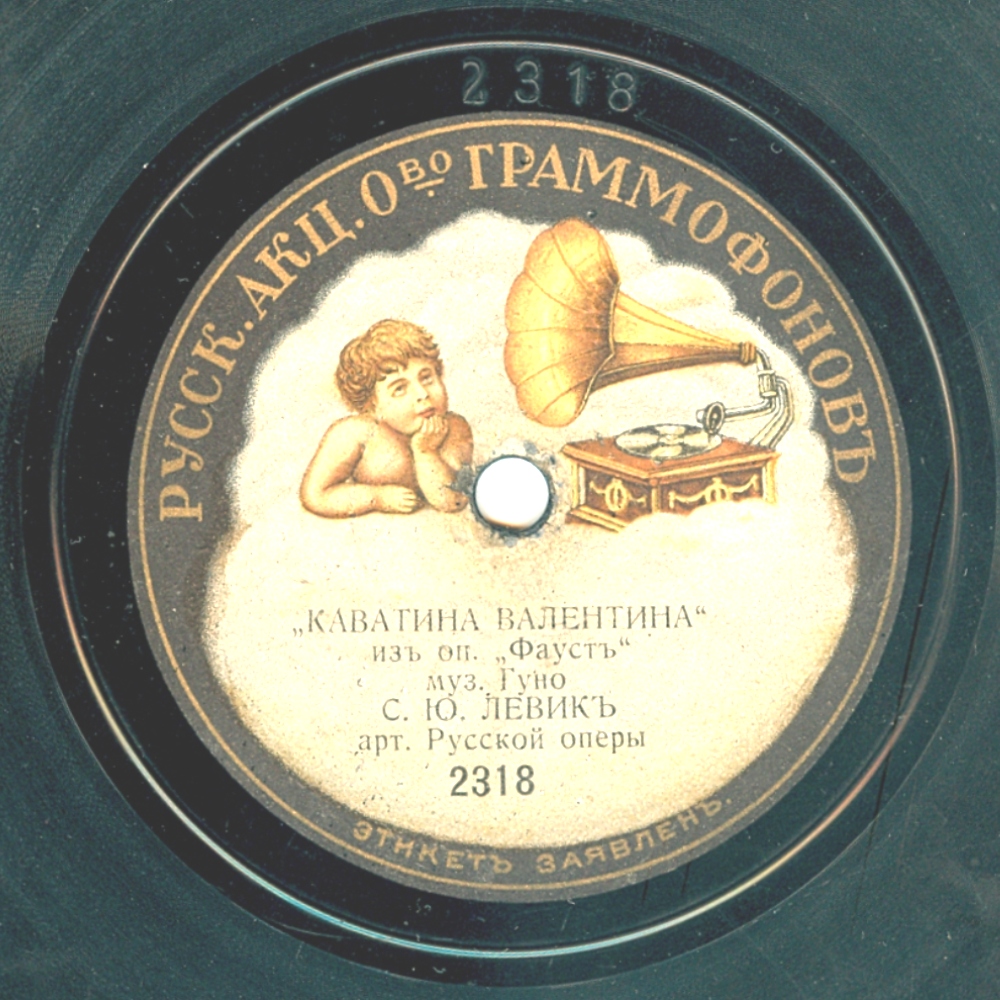 2318
РУССК. АКЦ. О-ВО ГРАММОФОНОВЪ
„КАВАТИНА ВАЛЕНТИНА“
изъ оп. „Фаустъ“
муз. Гуно
С. Ю. ЛЕВИКЪ
арт. Русской оперы
2318
ЭТИКЕТЪ ЗАЯВЛЕНЪ.